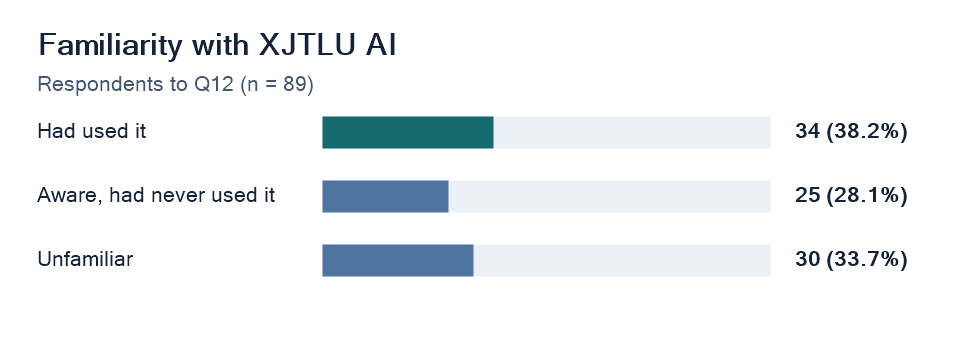 Familiarity with XJTLU AI
Respondents to Q12 (n = 89)
Had used it 34 (38.2%)
Aware, had never used it 25 (28.1%)
Unfamiliar 30 (33.7%)